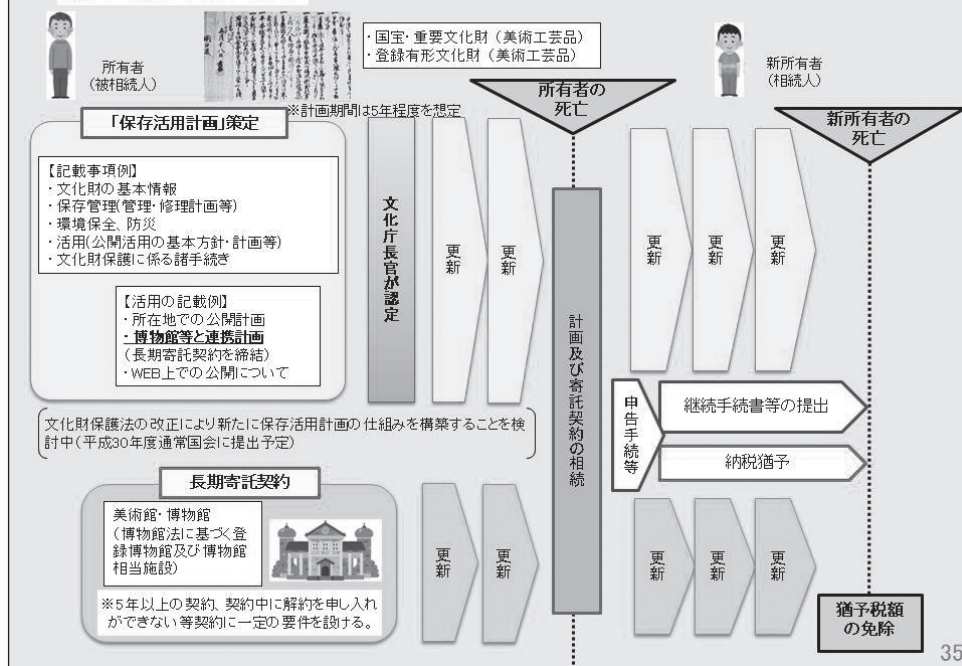 ・国宝・重要文化財(美術工芸品)
・登録有形文化財(美術工芸品)
所有者
(被相続人)
新所有者
(相続人)
※計画期間は5年程度を想定
所有者の
死亡
新所有者の
死亡
「保存活用計画」策定
【記載事項例】
・文化財の基本情報
・保存管理(管理・修理計画等)
・環境保全、防災
・活用(公開活用の基本方針・計画等)
・文化財保護に係る諸手続き
【活用の記載例】
・所在地での公開計画
・博物館等と連携計画
(長期寄託契約を締結)
・WEB上での公開について
文化庁長官が認定
更新
更新
計画及び寄託契約の相続
更新
更新
更新
申告手続等
継続手続書等の提出
納税猶予
文化財保護法の改正により新たに保存活用計画の仕組みを構築することを検
討中(平成30年度通常国会に提出予定)
長期寄託契約
美術館・博物館
(博物館法に基づく登
録博物館及び博物館
相当施設)
※5年以上の契約、契約中に解約を申し入れ
ができない等契約に一定の要件を設ける。
更新
更新
更新
更新
更新
猶予税額
の免除
35